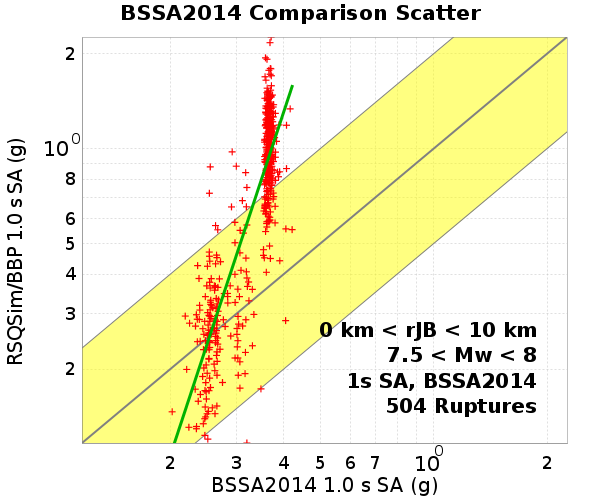 BSSA2014 Comparison Scatter
RSQSim/BBP 1.0 s SA (g)
2
10⁰
8
6
5
4
3
2
0 km < rJB < 10 km
7.5 < Mw < 8
1s SA, BSSA2014
504 Ruptures
2 3 4 5 6 7 10⁰ 2
BSSA2014 1.0 s SA (g)